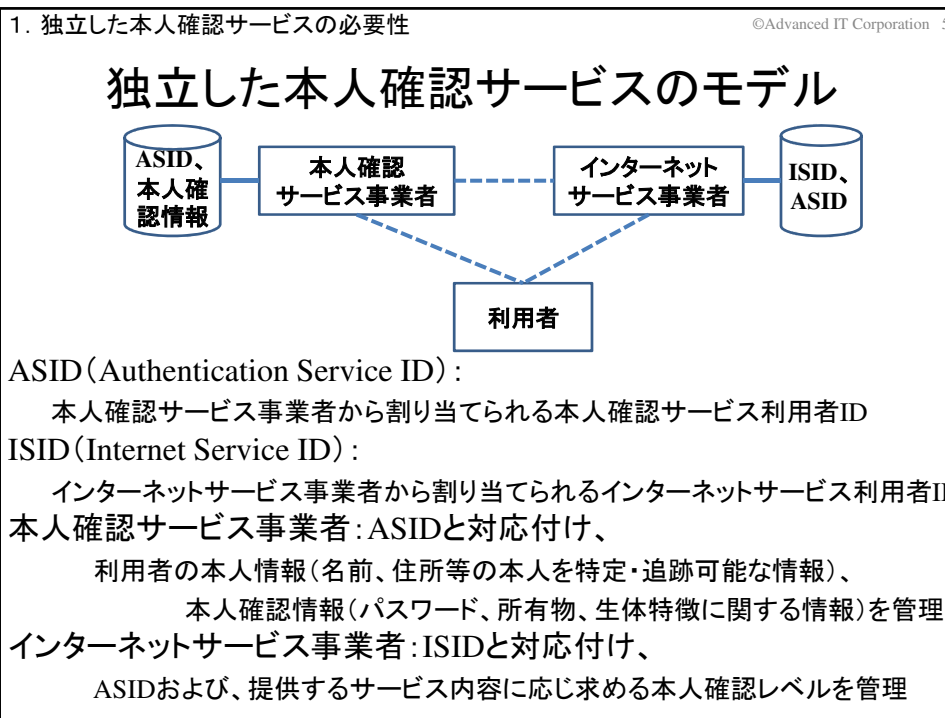 1．独立した本人確認サービスの必要性
©Advanced IT Corporation
独立した本人確認サービスのモデル
ASID、
本人確
認情報
本人確認
サービス事業者
インターネット
サービス事業者
ISID、
ASID
利用者
ASID（Authentication Service ID）：
本人確認サービス事業者から割り当てられる本人確認サービス利用者ID
ISID（Internet Service ID）：
インターネットサービス事業者から割り当てられるインターネットサービス利用者
本人確認サービス事業者：ASIDと対応付け、
利用者の本人情報（名前、住所等の本人を特定・追跡可能な情報）、
本人確認情報（パスワード、所有物、生体特徴に関する情報）を管理
インターネットサービス事業者：ISIDと対応付け、
ASIDおよび、提供するサービス内容に応じ求める本人確認レベルを管理